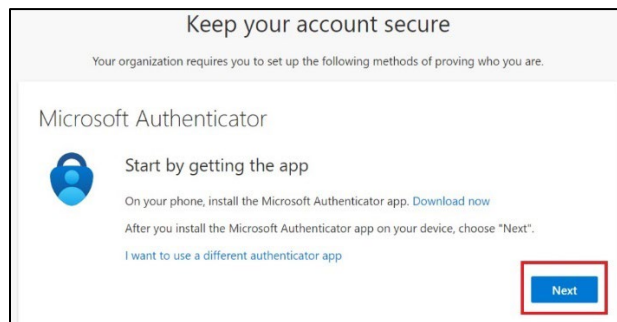 Keep your account secure
Your organization requires you to set up the following methods of proving who you are.
Microsoft Authenticator
Start by getting the app
On your phone, install the Microsoft Authenticator app. Download now
After you install the Microsoft Authenticator app on your device, choose "Next".
I want to use a different authenticator app
Next